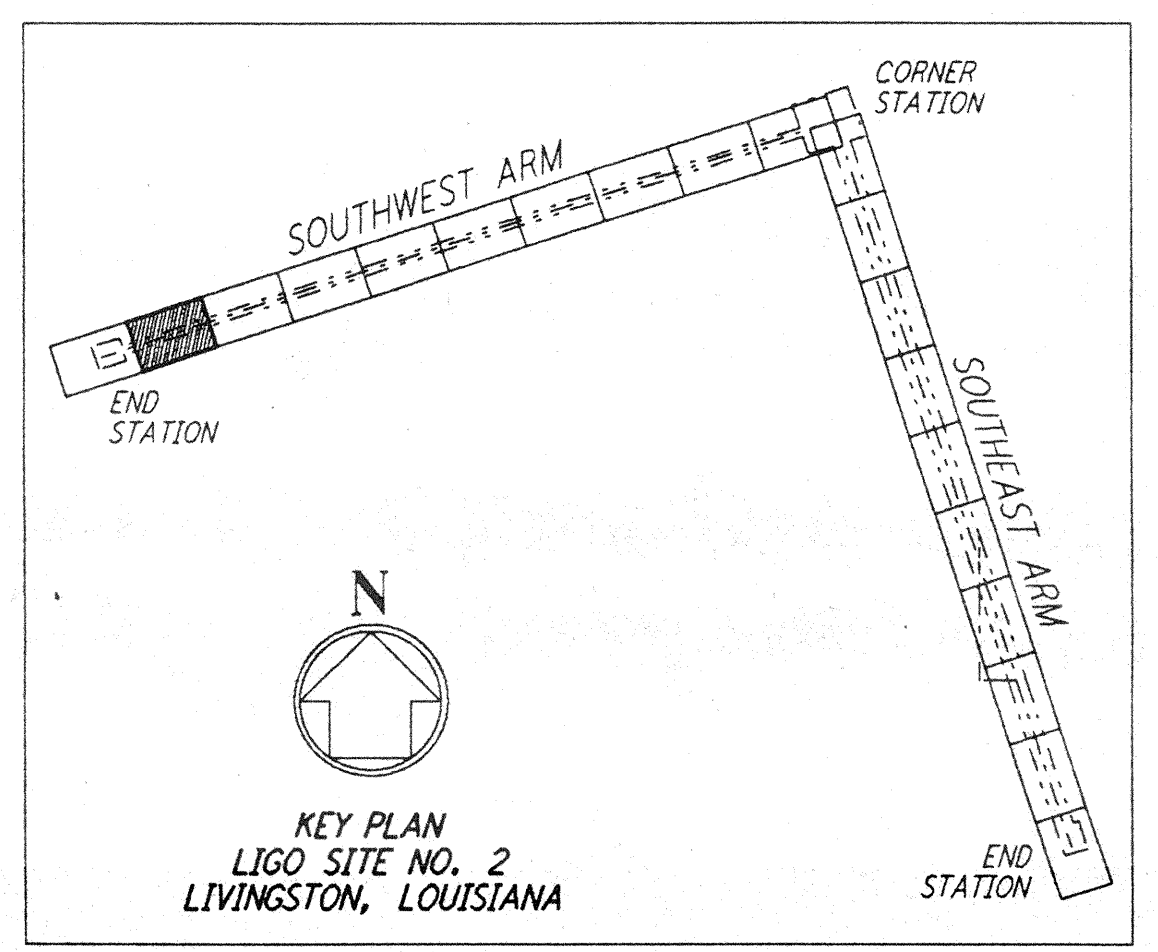 CORNER
STATION
SOUTHWEST ARM
END
STATION
SOUTHEAST ARM
N
KEY PLAN
LIGO SITE NO. 2
LIVINGSTON, LOUISIANA
END
STATION